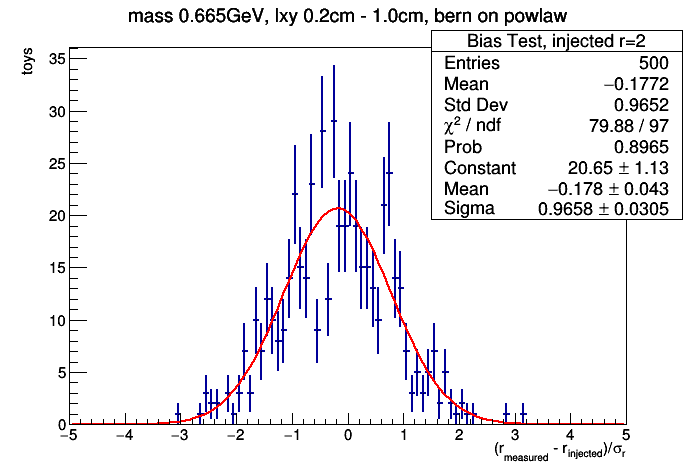 mass 0.665GeV, lxy 0.2cm - 1.0cm, bern on powlaw
Bias Test, injected r=2
Entries 500
Mean −0.1772
Std Dev 0.9652
χ² / ndf 79.88 / 97
Prob 0.8965
Constant 20.65 ± 1.13
Mean −0.178 ± 0.043
Sigma 0.9658 ± 0.0305
toys
35
30
25
20
15
10
5
0
−5 −4 −3 −2 −1 0 1 2 3 4 5
(r_measured - r_injected)/σ_r